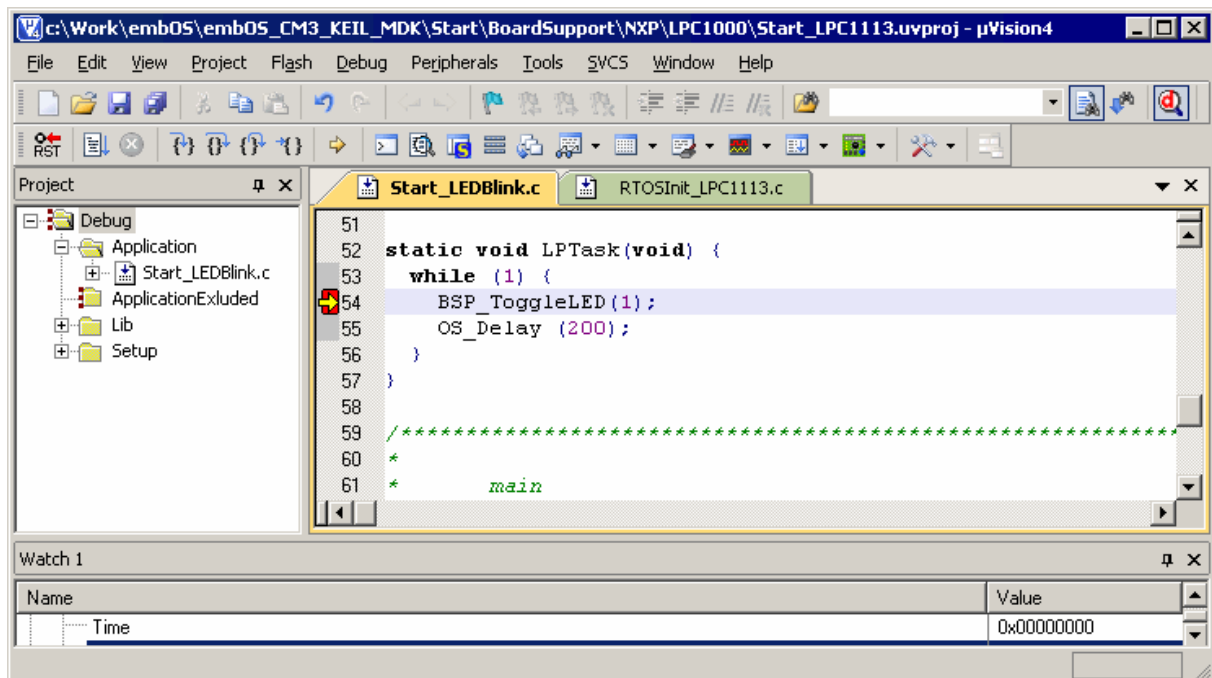 c:\Work\embOS\embOS_CM3_KEIL_MDK\Start\BoardSupport\NXP\LPC1000\Start_LPC1113.uvproj - µVision4
File Edit View Project Flash Debug Peripherals Tools SVCS Window Help
RST
Project
Start_LEDBlink.c RTOSInit_LPC1113.c
Debug
Application
Start_LEDBlink.c
ApplicationExluded
Lib
Setup
51
52 static void LPTask(void) {
53 while (1) {
54 BSP_ToggleLED(1);
55 OS_Delay (200);
56 }
57 }
58
59 /*************************************************************
60 *
61 * main
Watch 1
Name Value
Time 0x00000000